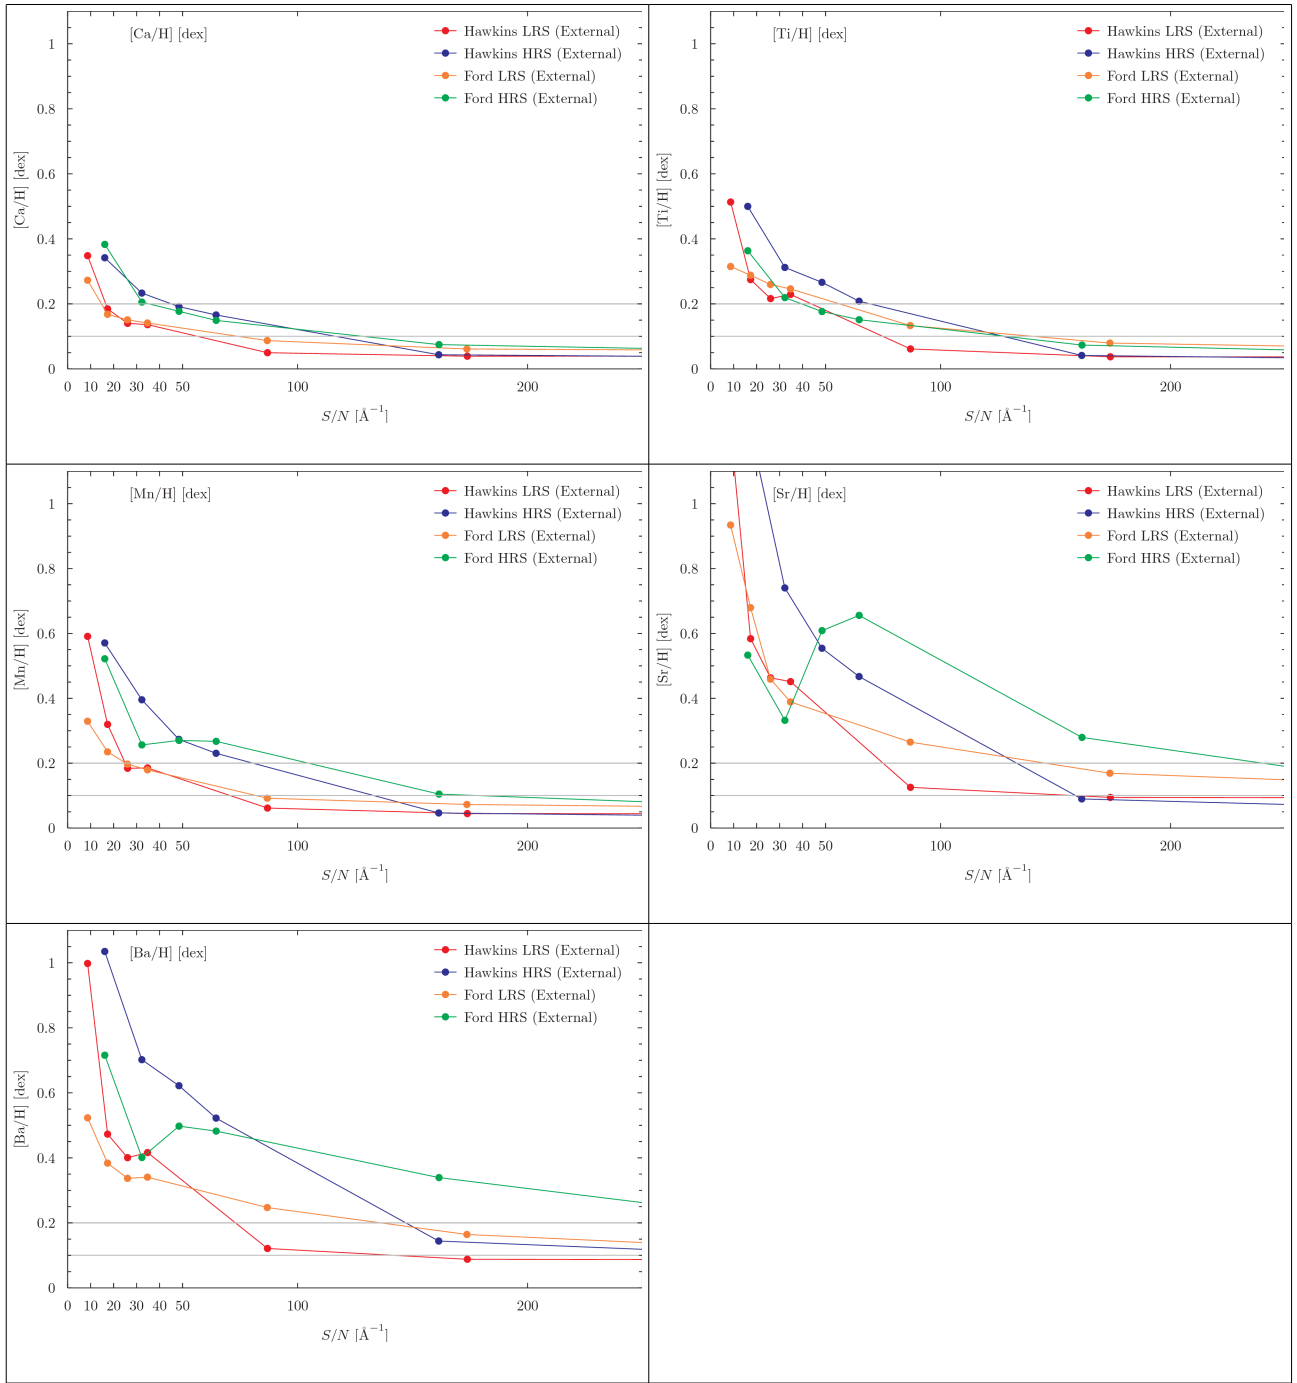 [Ca/H] [dex]
Hawkins LRS (External)
Hawkins HRS (External)
Ford LRS (External)
Ford HRS (External)
1
0.8
0.6
0.4
0.2
0
[Ca/H] [dex]
0 10 20 30 40 50 100 200
S/N [Å⁻¹]
[Ti/H] [dex]
Hawkins LRS (External)
Hawkins HRS (External)
Ford LRS (External)
Ford HRS (External)
1
0.8
0.6
0.4
0.2
0
[Ti/H] [dex]
0 10 20 30 40 50 100 200
S/N [Å⁻¹]
[Mn/H] [dex]
Hawkins LRS (External)
Hawkins HRS (External)
Ford LRS (External)
Ford HRS (External)
1
0.8
0.6
0.4
0.2
0
[Mn/H] [dex]
0 10 20 30 40 50 100 200
S/N [Å⁻¹]
[Sr/H] [dex]
Hawkins LRS (External)
Hawkins HRS (External)
Ford LRS (External)
Ford HRS (External)
1
0.8
0.6
0.4
0.2
0
[Sr/H] [dex]
0 10 20 30 40 50 100 200
S/N [Å⁻¹]
[Ba/H] [dex]
Hawkins LRS (External)
Hawkins HRS (External)
Ford LRS (External)
Ford HRS (External)
1
0.8
0.6
0.4
0.2
0
[Ba/H] [dex]
0 10 20 30 40 50 100 200
S/N [Å⁻¹]